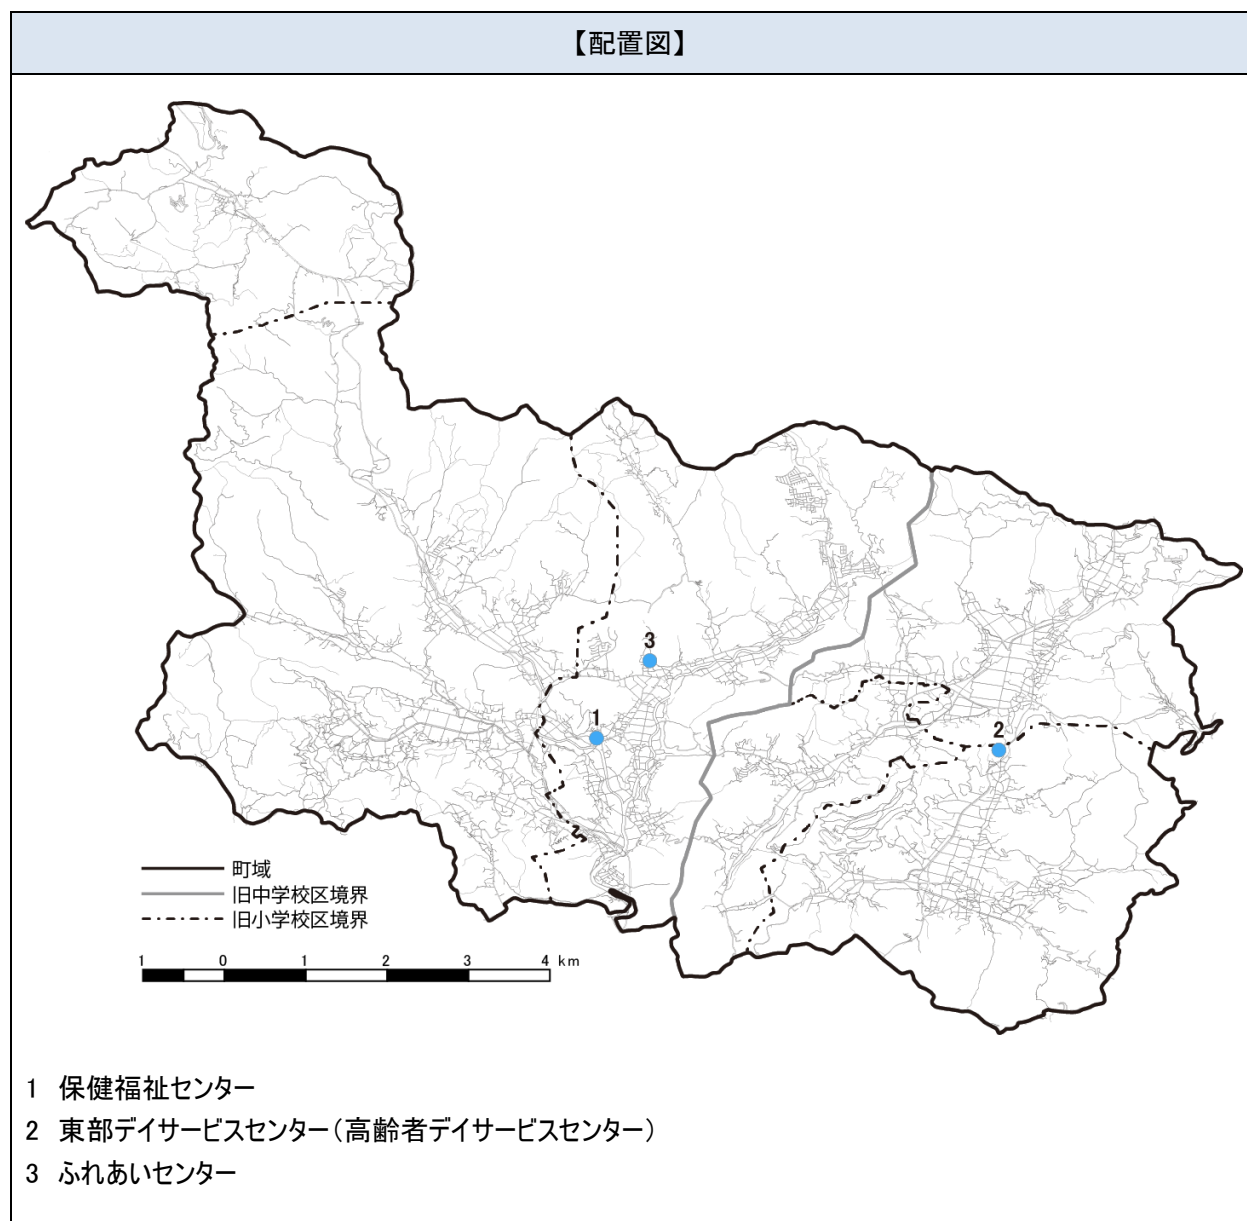 【配置図】
3
1
2
町域
旧中学校区境界
旧小学校区境界
1 0 1 2 3 4 km
1 保健福祉センター
2 東部デイサービスセンター（高齢者デイサービスセンター）
3 ふれあいセンター